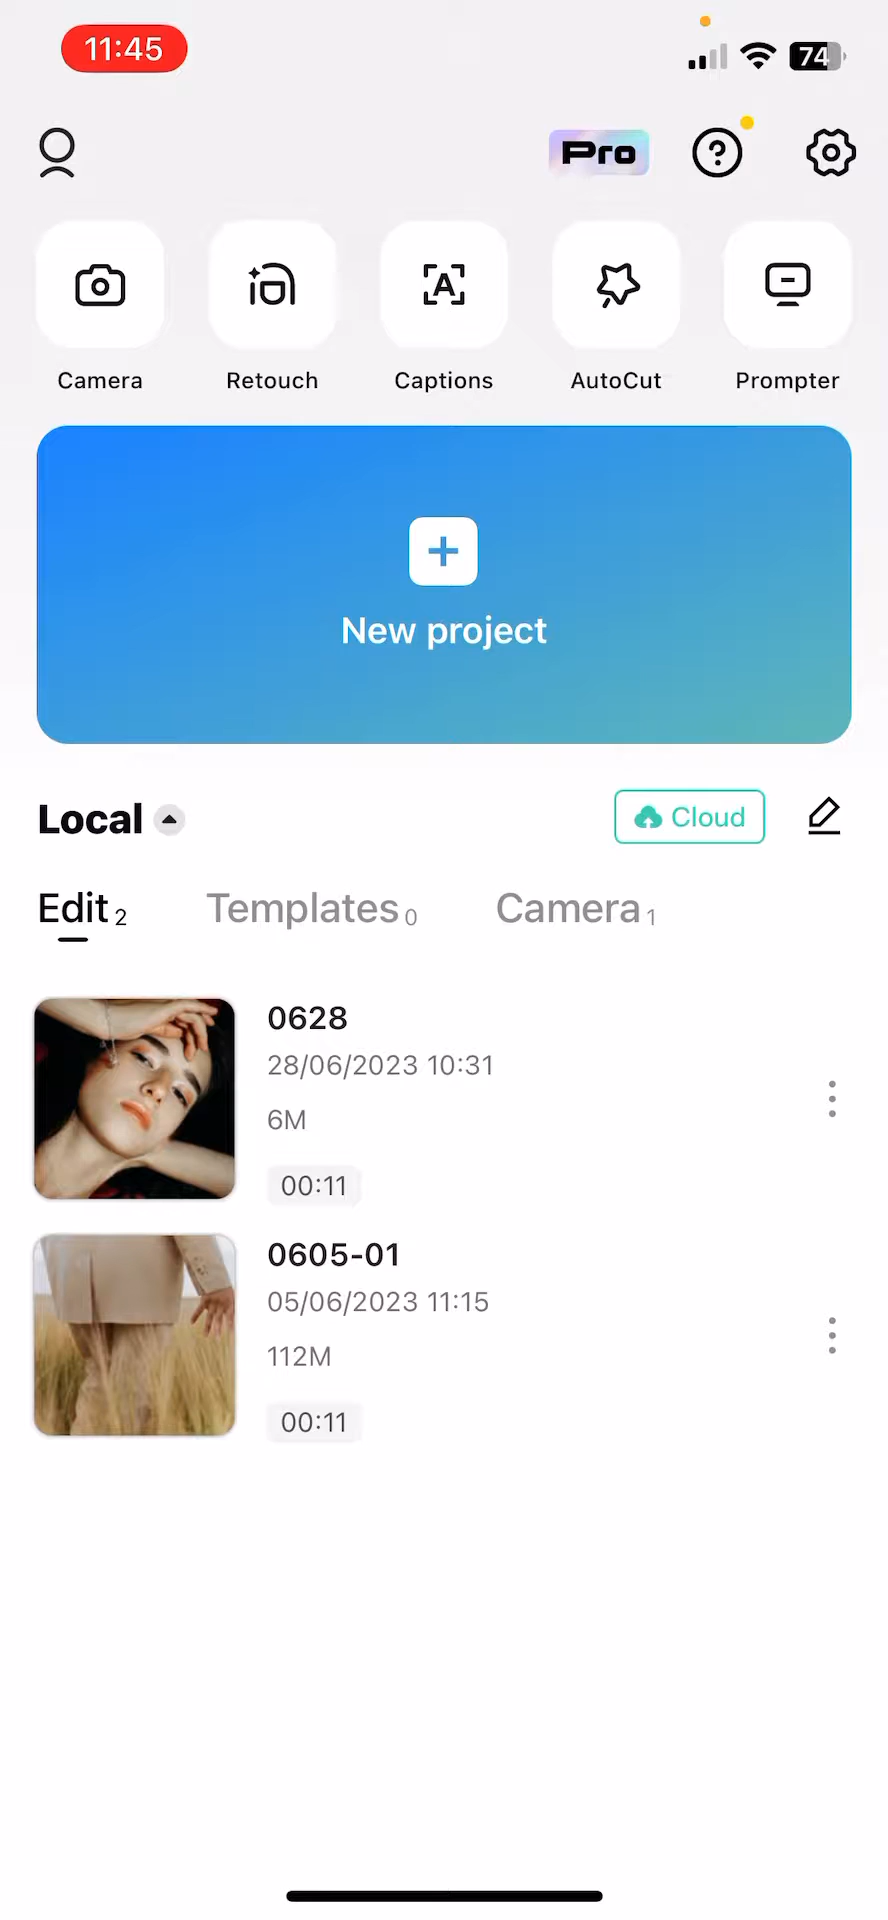 11:45
74
Pro
Camera Retouch Captions AutoCut Prompter
New project
Local
Cloud
Edit 2 Templates 0 Camera 1
0628
28/06/2023 10:31
6M
00:11
0605-01
05/06/2023 11:15
112M
00:11